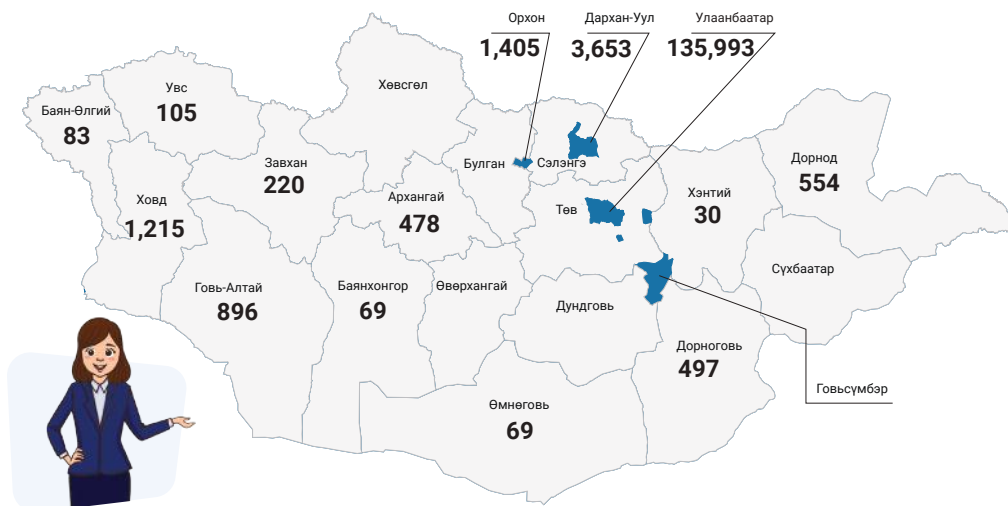 Орхон
1,405
Дархан-Уул
3,653
Улаанбаатар
135,993
Баян-Өлгий
83
Увс
105
Хөвсгөл
Завхан
220
Булган
Сэлэнгэ
Дорнод
554
Ховд
1,215
Архангай
478
Төв
Хэнтий
30
Говь-Алтай
896
Баянхонгор
69
Өвөрхангай
Дундговь
Сүхбаатар
Дорноговь
497
Говьсүмбэр
Өмнөговь
69